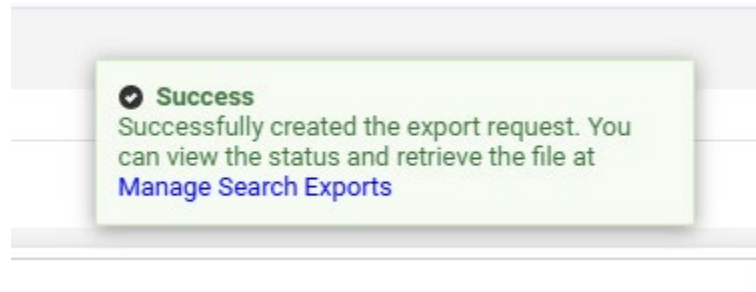 Success
Successfully created the export request. You
can view the status and retrieve the file at
Manage Search Exports